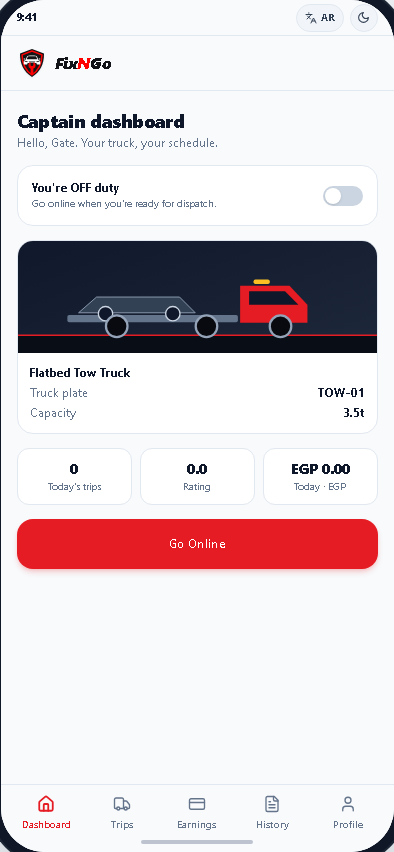 9:41
AR
FixNGo
Captain dashboard
Hello, Gate. Your truck, your schedule.
You're OFF duty
Go online when you're ready for dispatch.
Flatbed Tow Truck
Truck plate TOW-01
Capacity 3.5t
0 0.0 EGP 0.00
Today's trips Rating Today · EGP
Go Online
Dashboard Trips Earnings History Profile